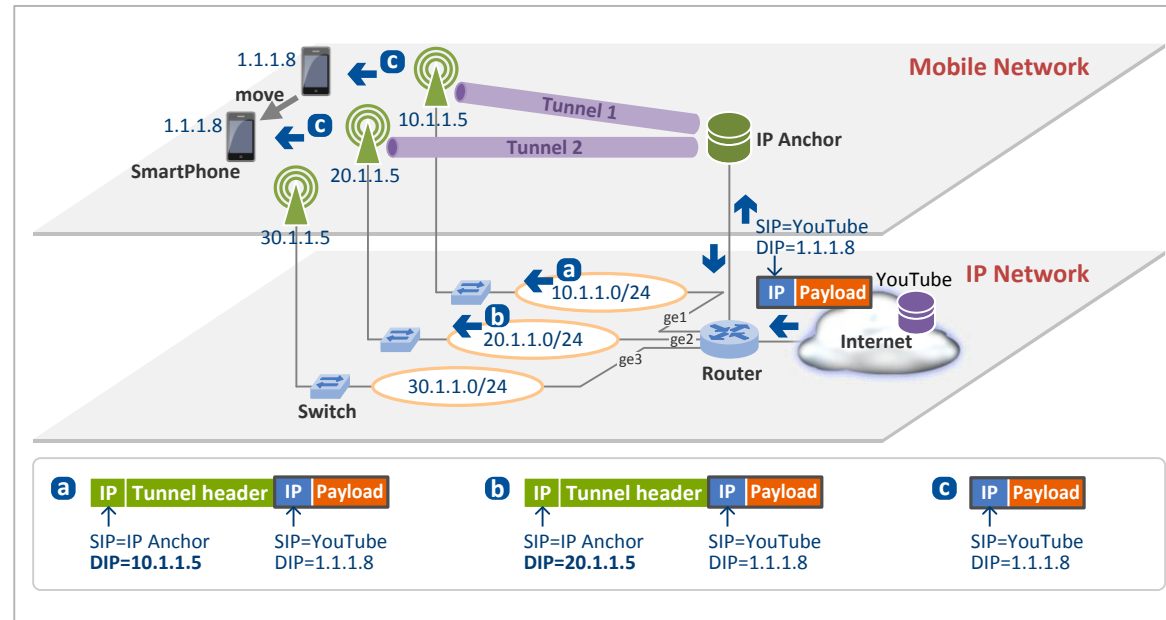 Mobile Network
1.1.1.8
c
move
10.1.1.5
Tunnel 1
1.1.1.8
c
Tunnel 2
IP Anchor
SmartPhone
20.1.1.5
30.1.1.5
SIP=YouTube
DIP=1.1.1.8
IP Network
a
10.1.1.0/24
IP Payload
YouTube
ge1
b
20.1.1.0/24
ge2
Internet
ge3
Router
30.1.1.0/24
Switch
a
IP Tunnel header IP Payload
SIP=IP Anchor
DIP=10.1.1.5
SIP=YouTube
DIP=1.1.1.8
b
IP Tunnel header IP Payload
SIP=IP Anchor
DIP=20.1.1.5
SIP=YouTube
DIP=1.1.1.8
c
IP Payload
SIP=YouTube
DIP=1.1.1.8